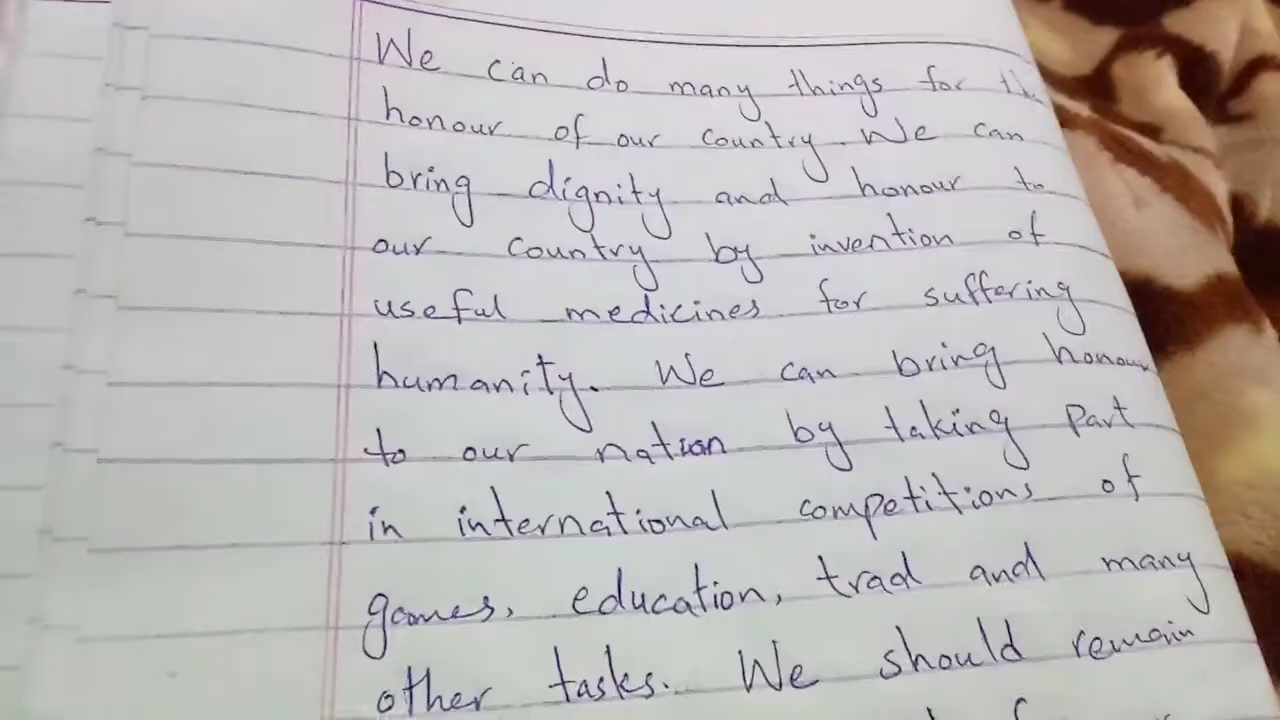 We can do many things for the
honour of our country. We can
bring dignity and honour to
our country by invention of
useful medicines for suffering
humanity. We can bring honour
to our nation by taking part
in international competitions of
games, education, trad and many
other tasks. We should remain